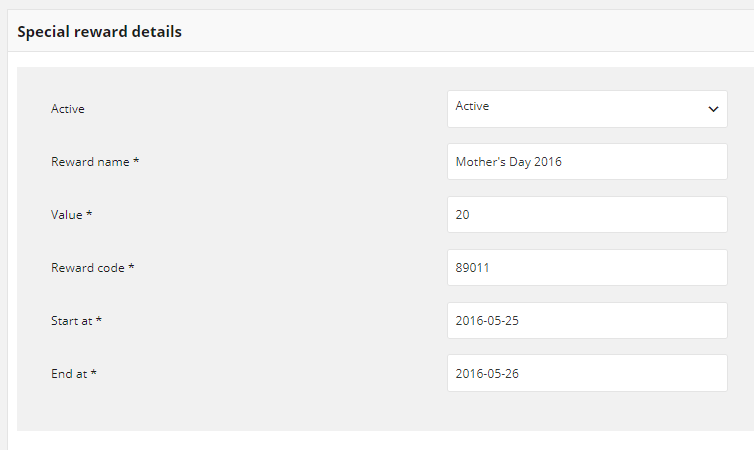 Special reward details
Active Active
Reward name * Mother's Day 2016
Value * 20
Reward code * 89011
Start at * 2016-05-25
End at * 2016-05-26